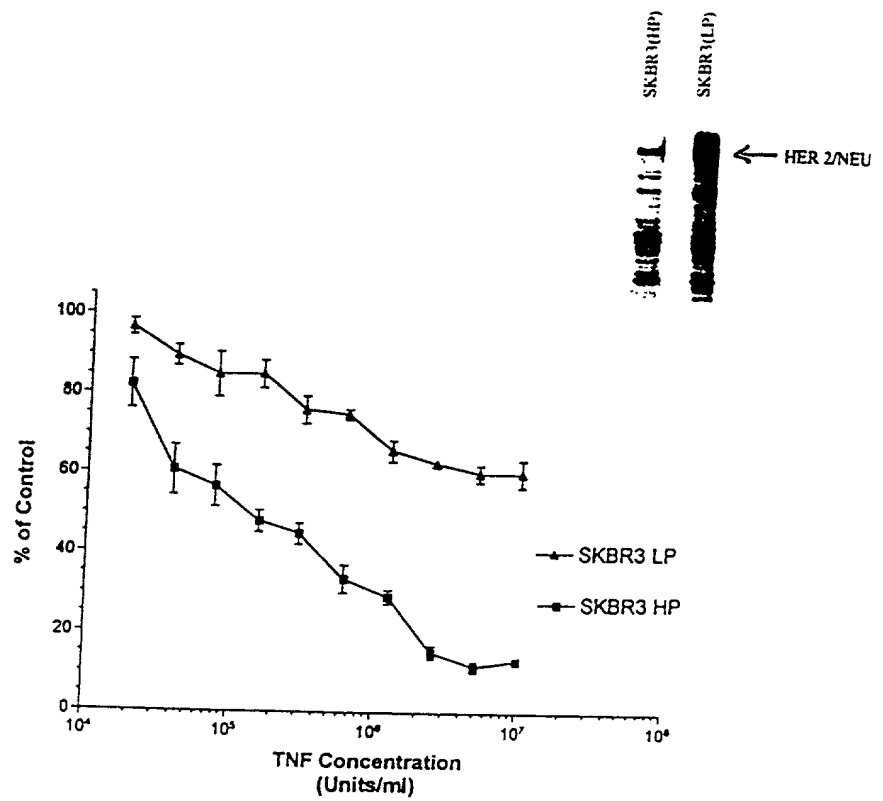 SKBR3(HP)
SKBR3(LP)
HER 2/NEU
100
80
60
40
20
0
% of Control
SKBR3 LP
SKBR3 HP
10⁴
10⁵
10⁶
10⁷
10⁸
TNF Concentration
(Units/ml)